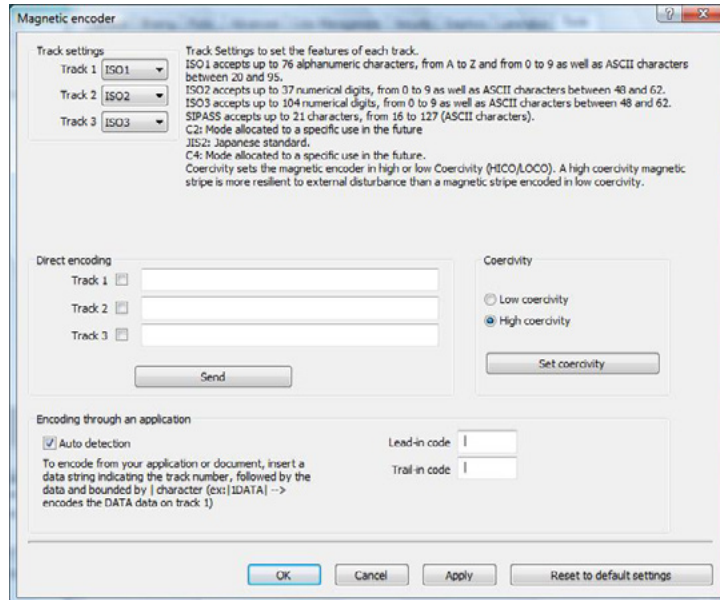 Magnetic encoder
Track settings
Track 1 ISO1
Track 2 ISO2
Track 3 ISO3
Track Settings to set the features of each track.
ISO1 accepts up to 76 alphanumeric characters, from A to Z and from 0 to 9 as well as ASCII characters
between 20 and 95.
ISO2 accepts up to 37 numerical digits, from 0 to 9 as well as ASCII characters between 48 and 62.
ISO3 accepts up to 104 numerical digits, from 0 to 9 as well as ASCII characters between 48 and 62.
SIPASS accepts up to 21 characters, from 16 to 127 (ASCII characters).
C2: Mode allocated to a specific use in the future
JIS2: Japanese standard.
C4: Mode allocated to a specific use in the future.
Coercivity sets the magnetic encoder in high or low Coercivity (HICO/LOCO). A high coercivity magnetic
stripe is more resilient to external disturbance than a magnetic stripe encoded in low coercivity.
Direct encoding
Track 1
Track 2
Track 3
Send
Coercivity
Low coercivity
High coercivity
Set coercivity
Encoding through an application
Auto detection
To encode from your application or document, insert a
data string indicating the track number, followed by the
data and bounded by | character (ex:|1DATA| -->
encodes the DATA data on track 1)
Lead-in code |
Trail-in code |
OK Cancel Apply Reset to default settings